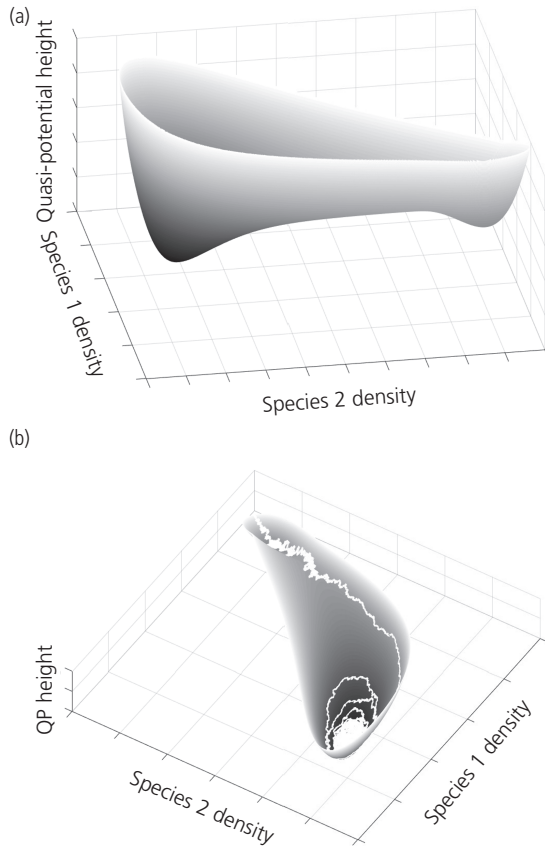 (a)
Quasi-potential height
Species 1 density
Species 2 density
(b)
QP height
Species 2 density
Species 1 density